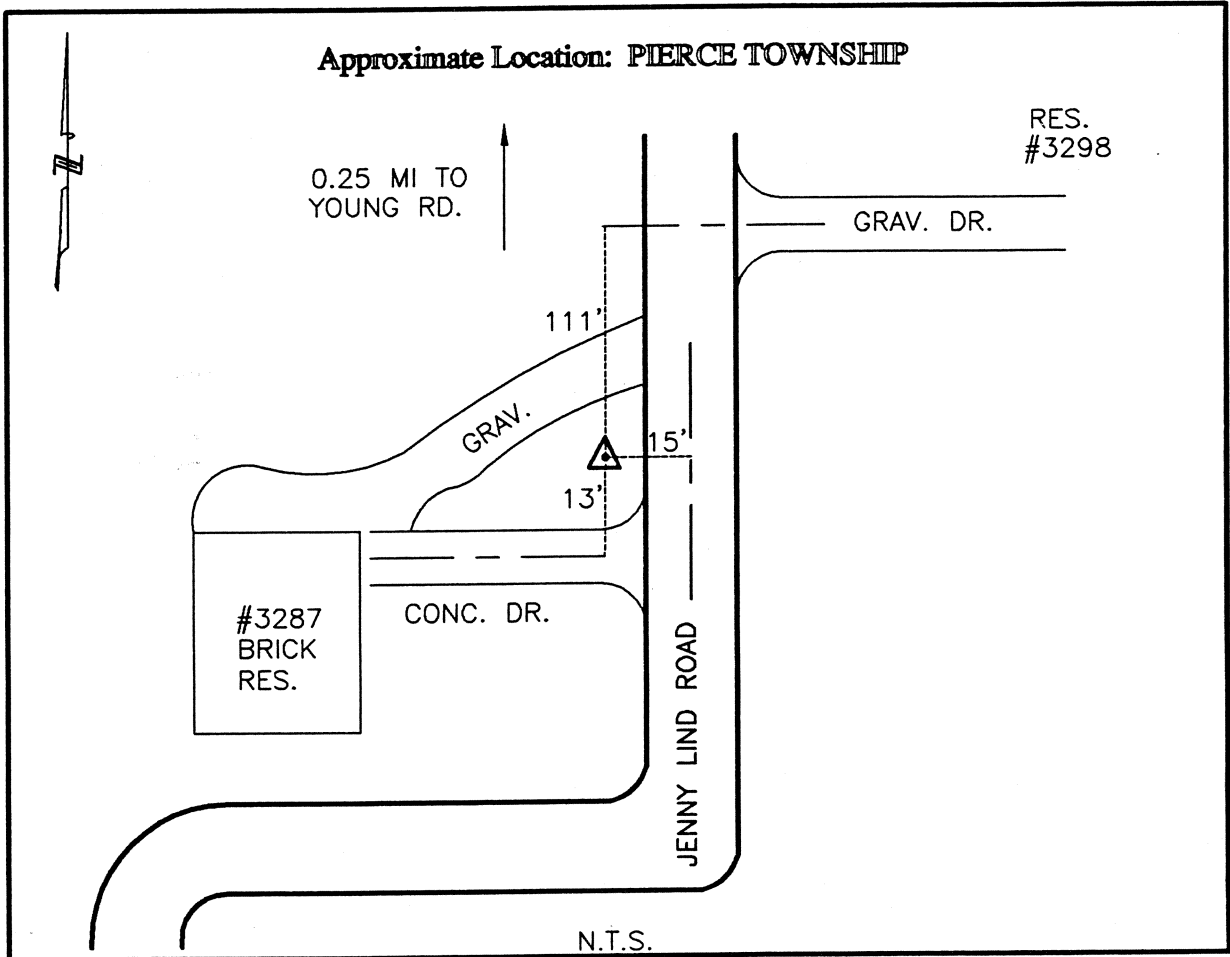 Approximate Location: PIERCE TOWNSHIP
N
RES.
#3298
0.25 MI TO
YOUNG RD.
GRAV. DR.
111'
GRAV.
15'
13'
#3287
BRICK
RES.
CONC. DR.
JENNY LIND ROAD
N.T.S.